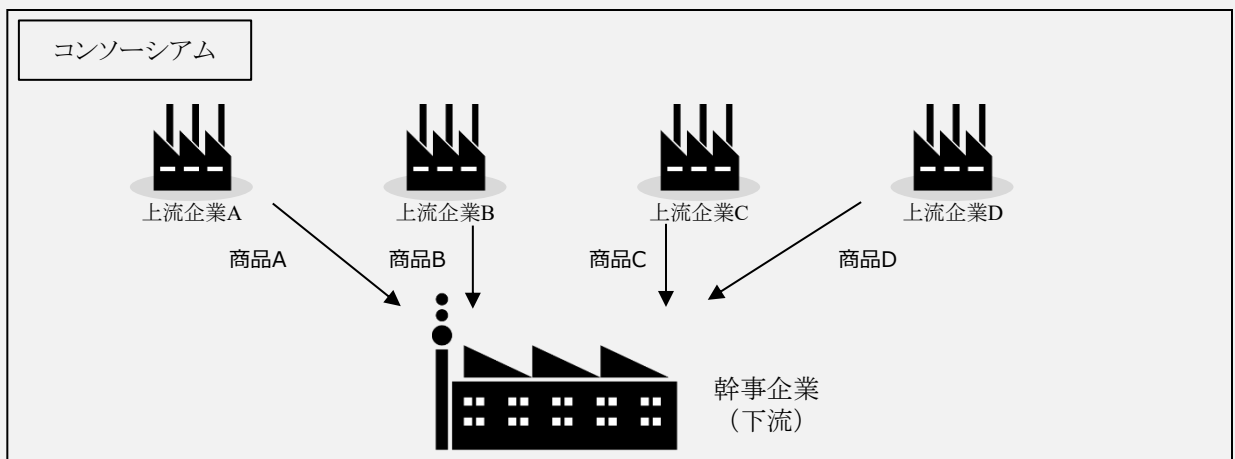 コンソーシアム
上流企業A
上流企業B
上流企業C
上流企業D
商品A
商品B
商品C
商品D
幹事企業
（下流）